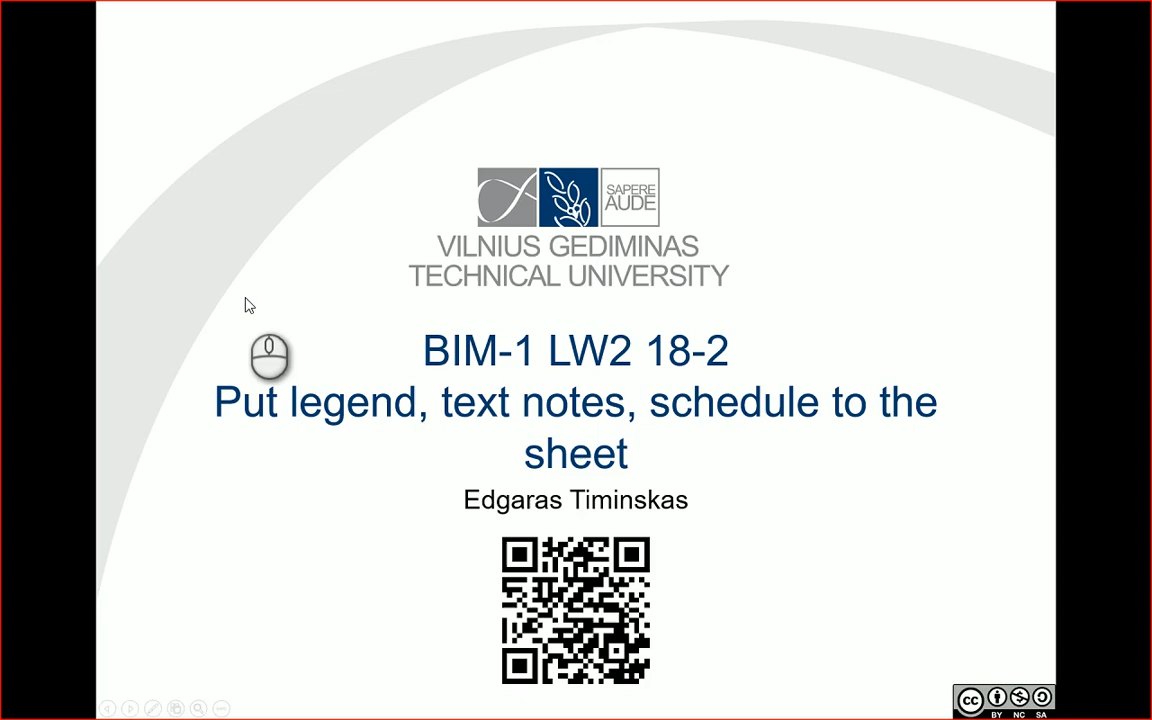 SAPERE
AUDE
VILNIUS GEDIMINAS
TECHNICAL UNIVERSITY
BIM-1 LW2 18-2
Put legend, text notes, schedule to the
sheet
Edgaras Timinskas
cc
BY NC SA